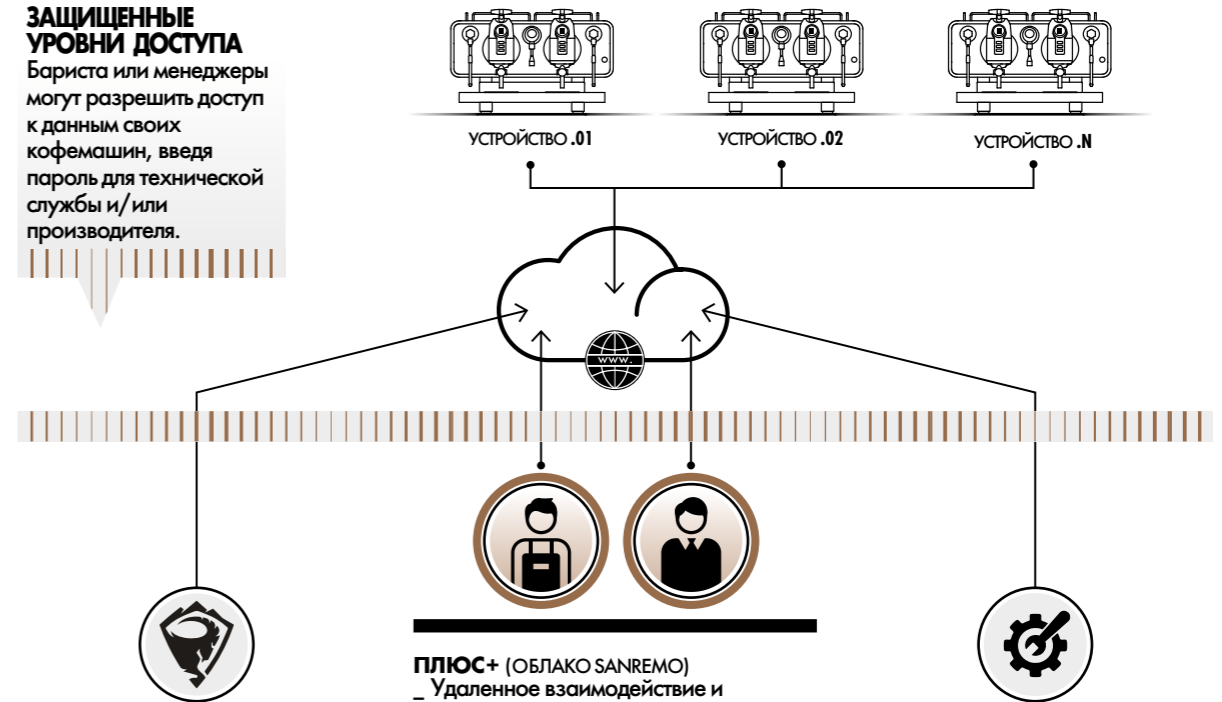 ЗАЩИЩЕННЫЕ
УРОВНИ ДОСТУПА
Бариста или менеджеры
могут разрешить доступ
к данным своих
кофемашин, введя
пароль для технической
службы и/или
производителя.
УСТРОЙСТВО .01
УСТРОЙСТВО .02
УСТРОЙСТВО .N
www.
ПЛЮС+ (ОБЛАКО SANREMO)
_ Удаленное взаимодействие и